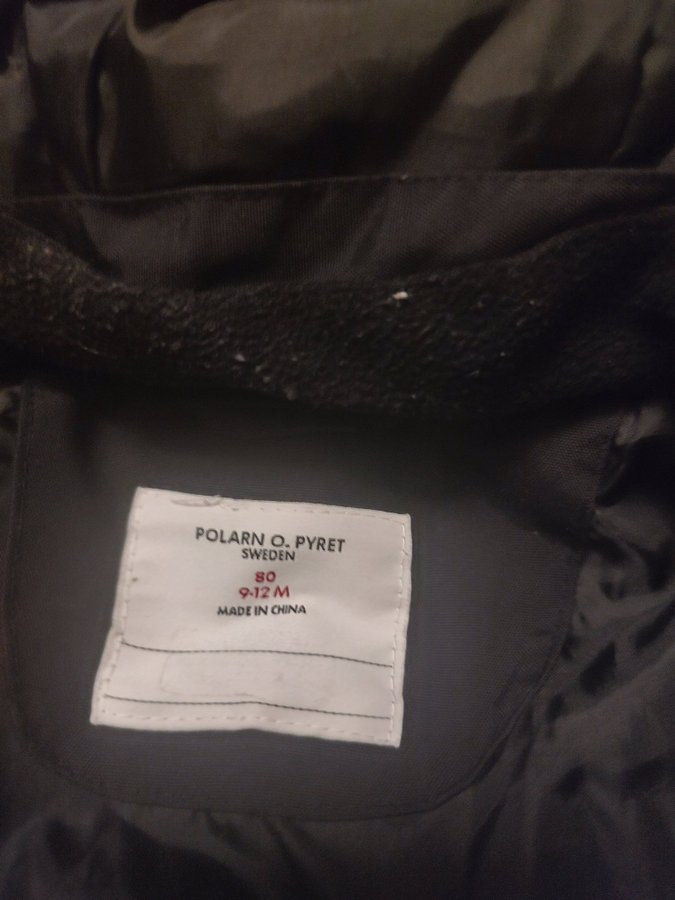 POLARN O. PYRET
SWEDEN
80
9-12 M
MADE IN CHINA